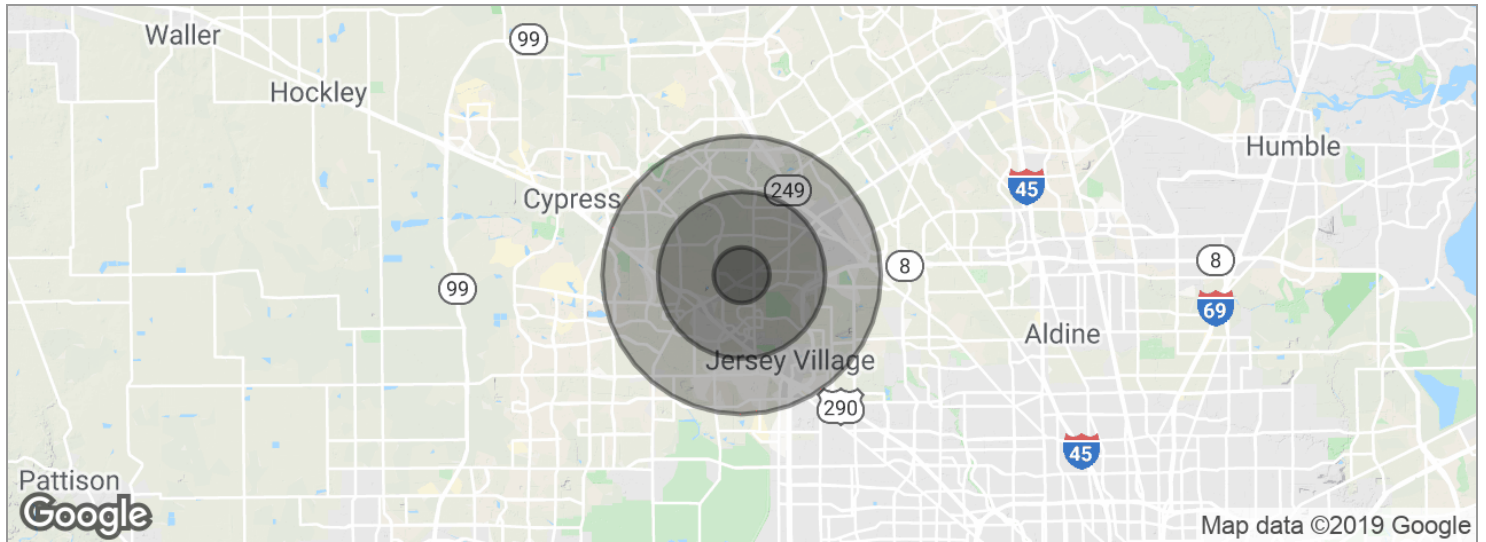 Waller
99
Hockley
Humble
45
249
Cypress
8
8
99
69
Aldine
Jersey Village
290
45
Pattison
Google
Map data ©2019 Google